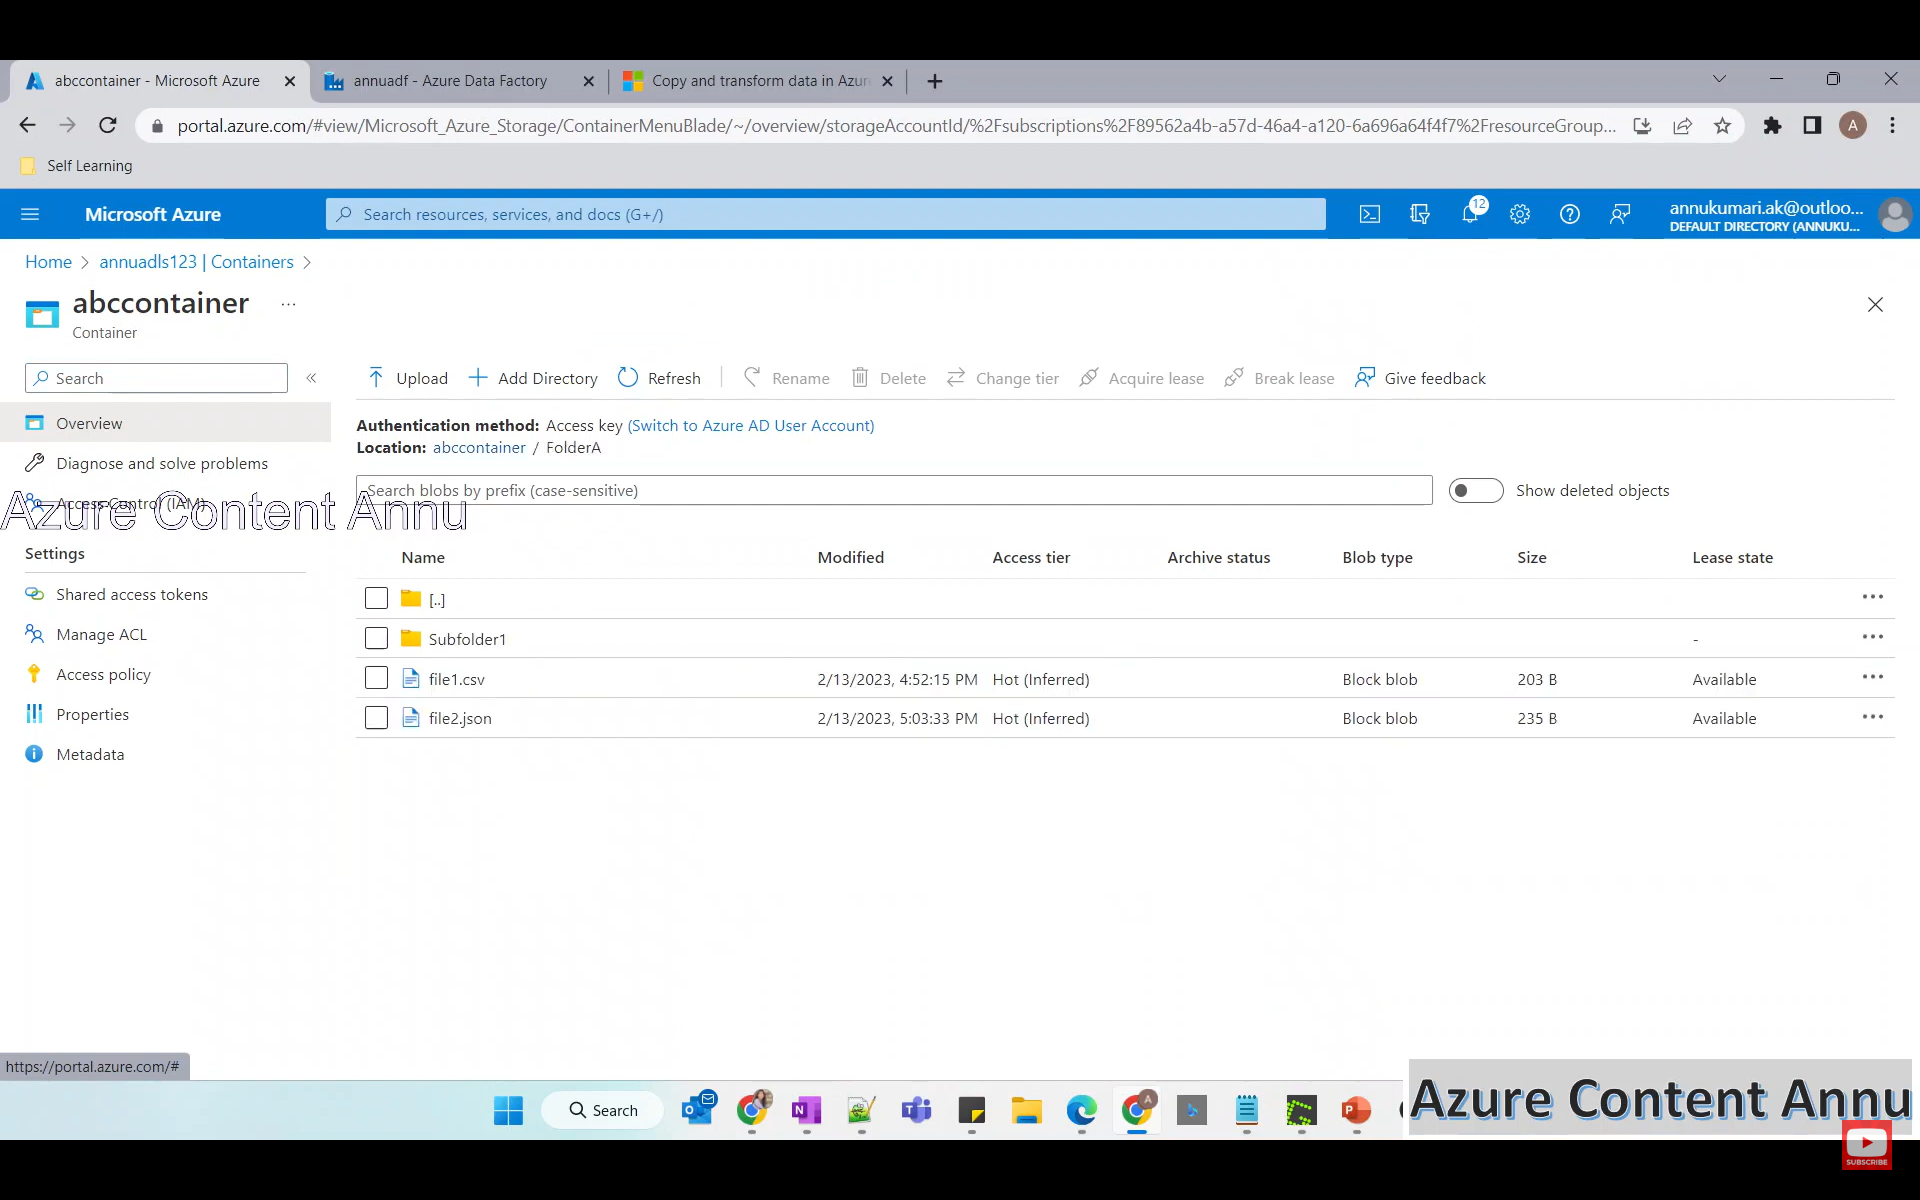 abccontainer - Microsoft Azure
annuadf - Azure Data Factory
Copy and transform data in Azur
portal.azure.com/#view/Microsoft_Azure_Storage/ContainerMenuBlade/~/overview/storageAccountId/%2Fsubscriptions%2F89562a4b-a57d-46a4-a120-6a696a64f4f7%2FresourceGroup...
A
Self Learning
Microsoft Azure
Search resources, services, and docs (G+/)
12
annukumari.ak@outloo...
DEFAULT DIRECTORY (ANNUKU...
Home > annuadls123 | Containers >
abccontainer ...
Container
Search
«
Upload
Add Directory
Refresh
Rename
Delete
Change tier
Acquire lease
Break lease
Give feedback
Overview
Diagnose and solve problems
Access Control (IAM)
Azure Content Annu
Settings
Shared access tokens
Manage ACL
Access policy
Properties
Metadata
Authentication method: Access key (Switch to Azure AD User Account)
Location: abccontainer / FolderA
Search blobs by prefix (case-sensitive)
Show deleted objects
Name Modified Access tier Archive status Blob type Size Lease state
[..]
Subfolder1 -
file1.csv 2/13/2023, 4:52:15 PM Hot (Inferred) Block blob 203 B Available
file2.json 2/13/2023, 5:03:33 PM Hot (Inferred) Block blob 235 B Available
https://portal.azure.com/#
Search
Azure Content Annu
SUBSCRIBE